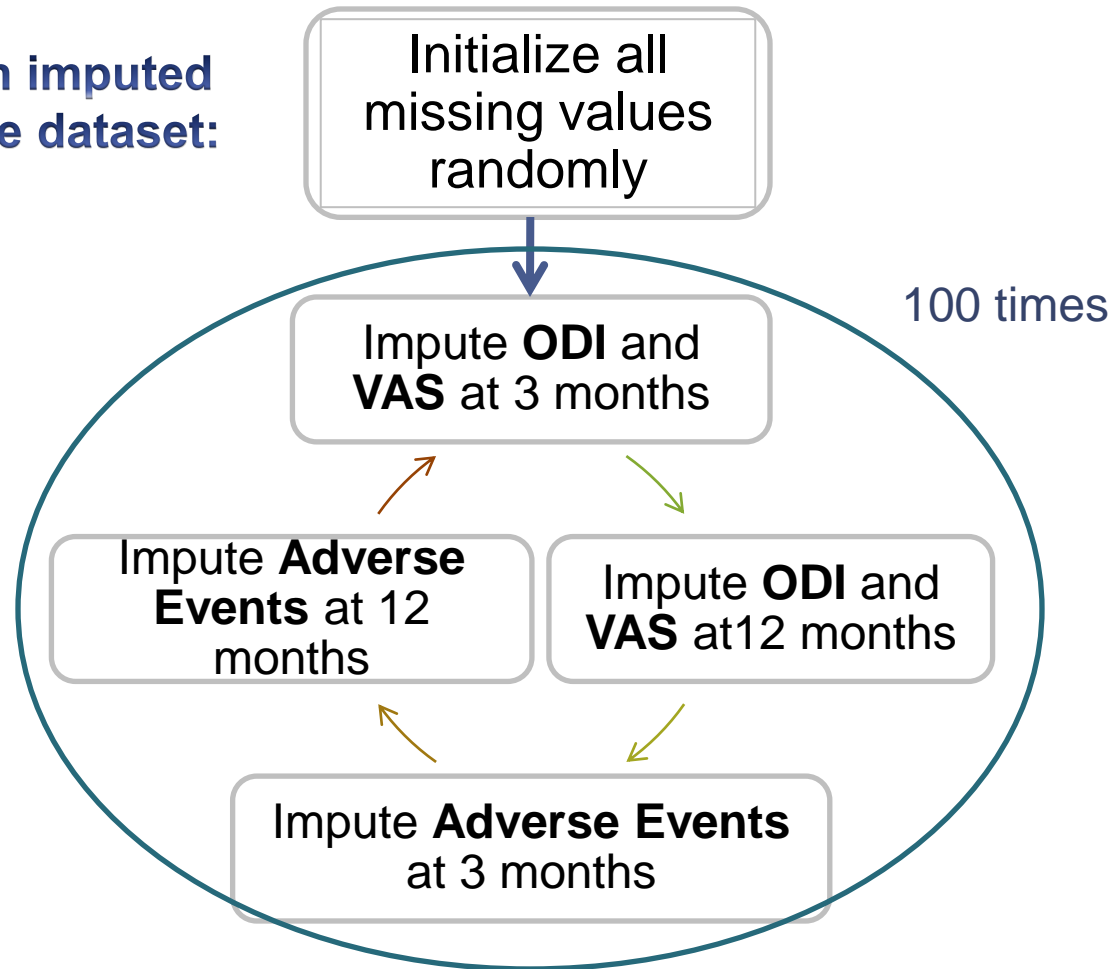 imputed
dataset:
Initialize all
missing values
randomly
100 times
Impute ODI and
VAS at 3 months
Impute Adverse
Events at 12
months
Impute ODI and
VAS at12 months
Impute Adverse Events
at 3 months